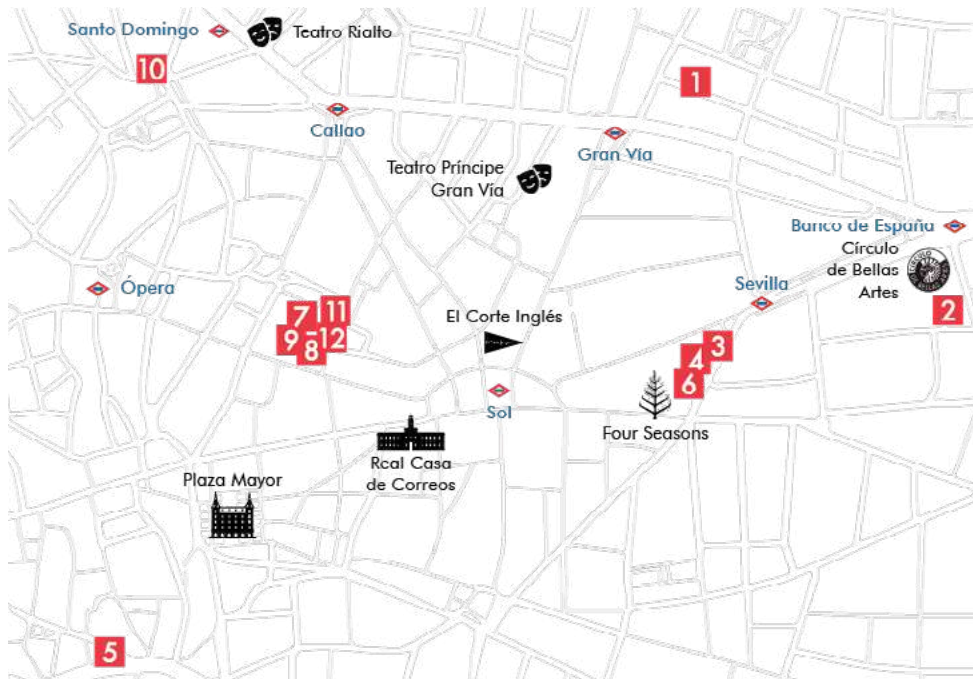 Santo Domingo
Teatro Rialto
10
1
Callao
Gran Vía
Teatro Príncipe
Gran Vía
Banco de España
Círculo
de Bellas
Artes
Sevilla
2
Ópera
7
11
9
12
8
El Corte Inglés
3
4
6
Sol
Four Seasons
Rcal Casa
de Correos
Plaza Mayor
5